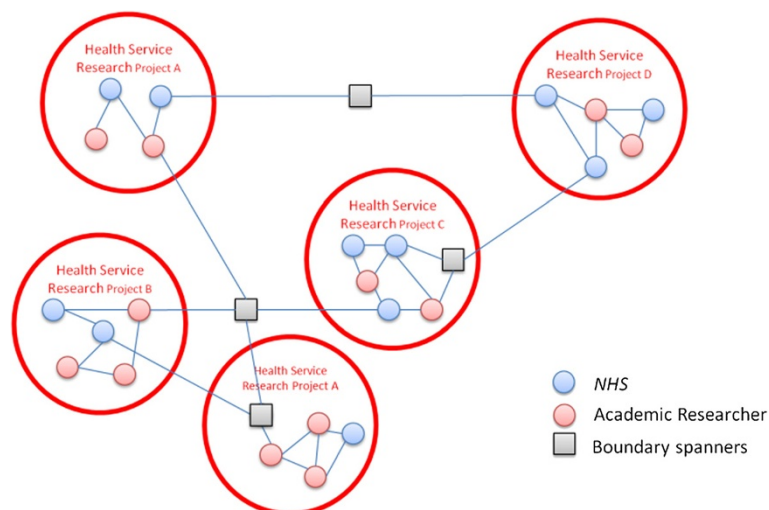 Health Service
Research Project A
Health Service
Research Project D
Health Service
Research Project C
Health Service
Research Project B
Health Service
Research Project A
NHS
Academic Researcher
Boundary spanners